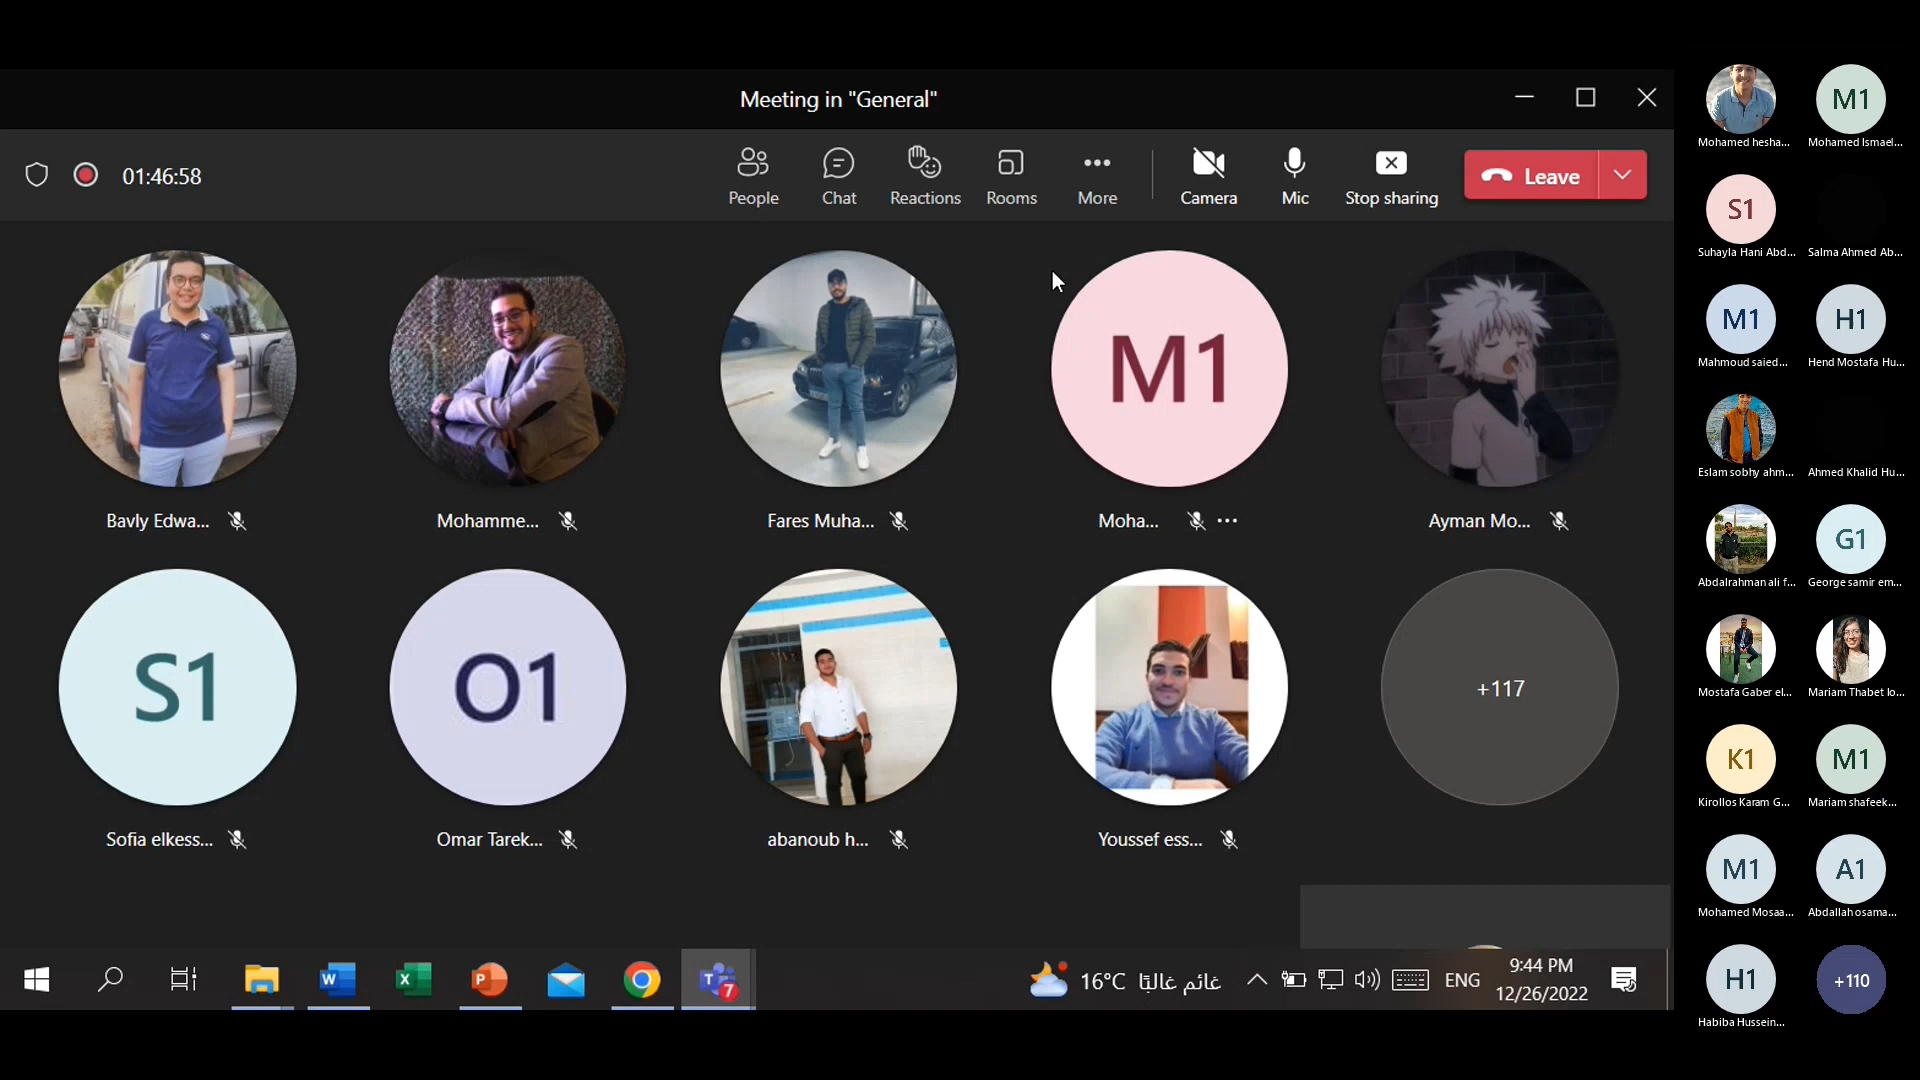 Meeting in "General"
01:46:58
People
Chat
Reactions
Rooms
More
Camera
Mic
Stop sharing
Leave
M1
Bavly Edwa...
Mohamme...
Fares Muha...
Moha...
Ayman Mo...
S1
O1
+117
Sofia elkess...
Omar Tarek...
abanoub h...
Youssef ess...
W
X
P
T
7
16°C غائم غالبًا
ENG
9:44 PM
12/26/2022
M1
Mohamed hesha...
Mohamed Ismael...
S1
Suhayla Hani Abd...
Salma Ahmed Ab...
M1
H1
Mahmoud saied...
Hend Mostafa Hu...
Eslam sobhy ahm...
Ahmed Khalid Hu...
G1
Abdalrahman ali f...
George samir em...
Mostafa Gaber el...
Mariam Thabet lo...
K1
M1
Kirollos Karam G...
Mariam shafeek...
M1
A1
Mohamed Mosaa...
Abdallah osama...
H1
+110
Habiba Hussein...